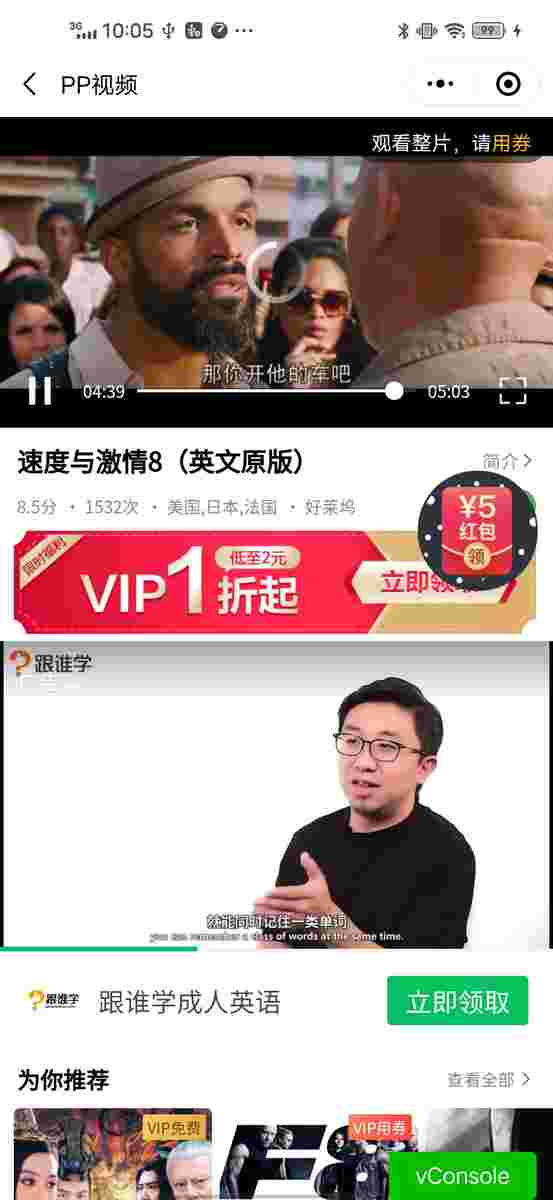 3G 10:05 99
PP视频
观看整片，请用券
那你开他的车吧
04:39
05:03
速度与激情8（英文原版）
简介
8.5分 · 1532次 · 美国,日本,法国 · 好莱坞
¥5
红包
领
限时福利
VIP1折起
低至2元
立即领取
跟谁学
就能同时记住一类单词
you can remember a class of words at the same time.
跟谁学
跟谁学成人英语
立即领取
为你推荐
查看全部
VIP免费
VIP用券
F8
vConsole